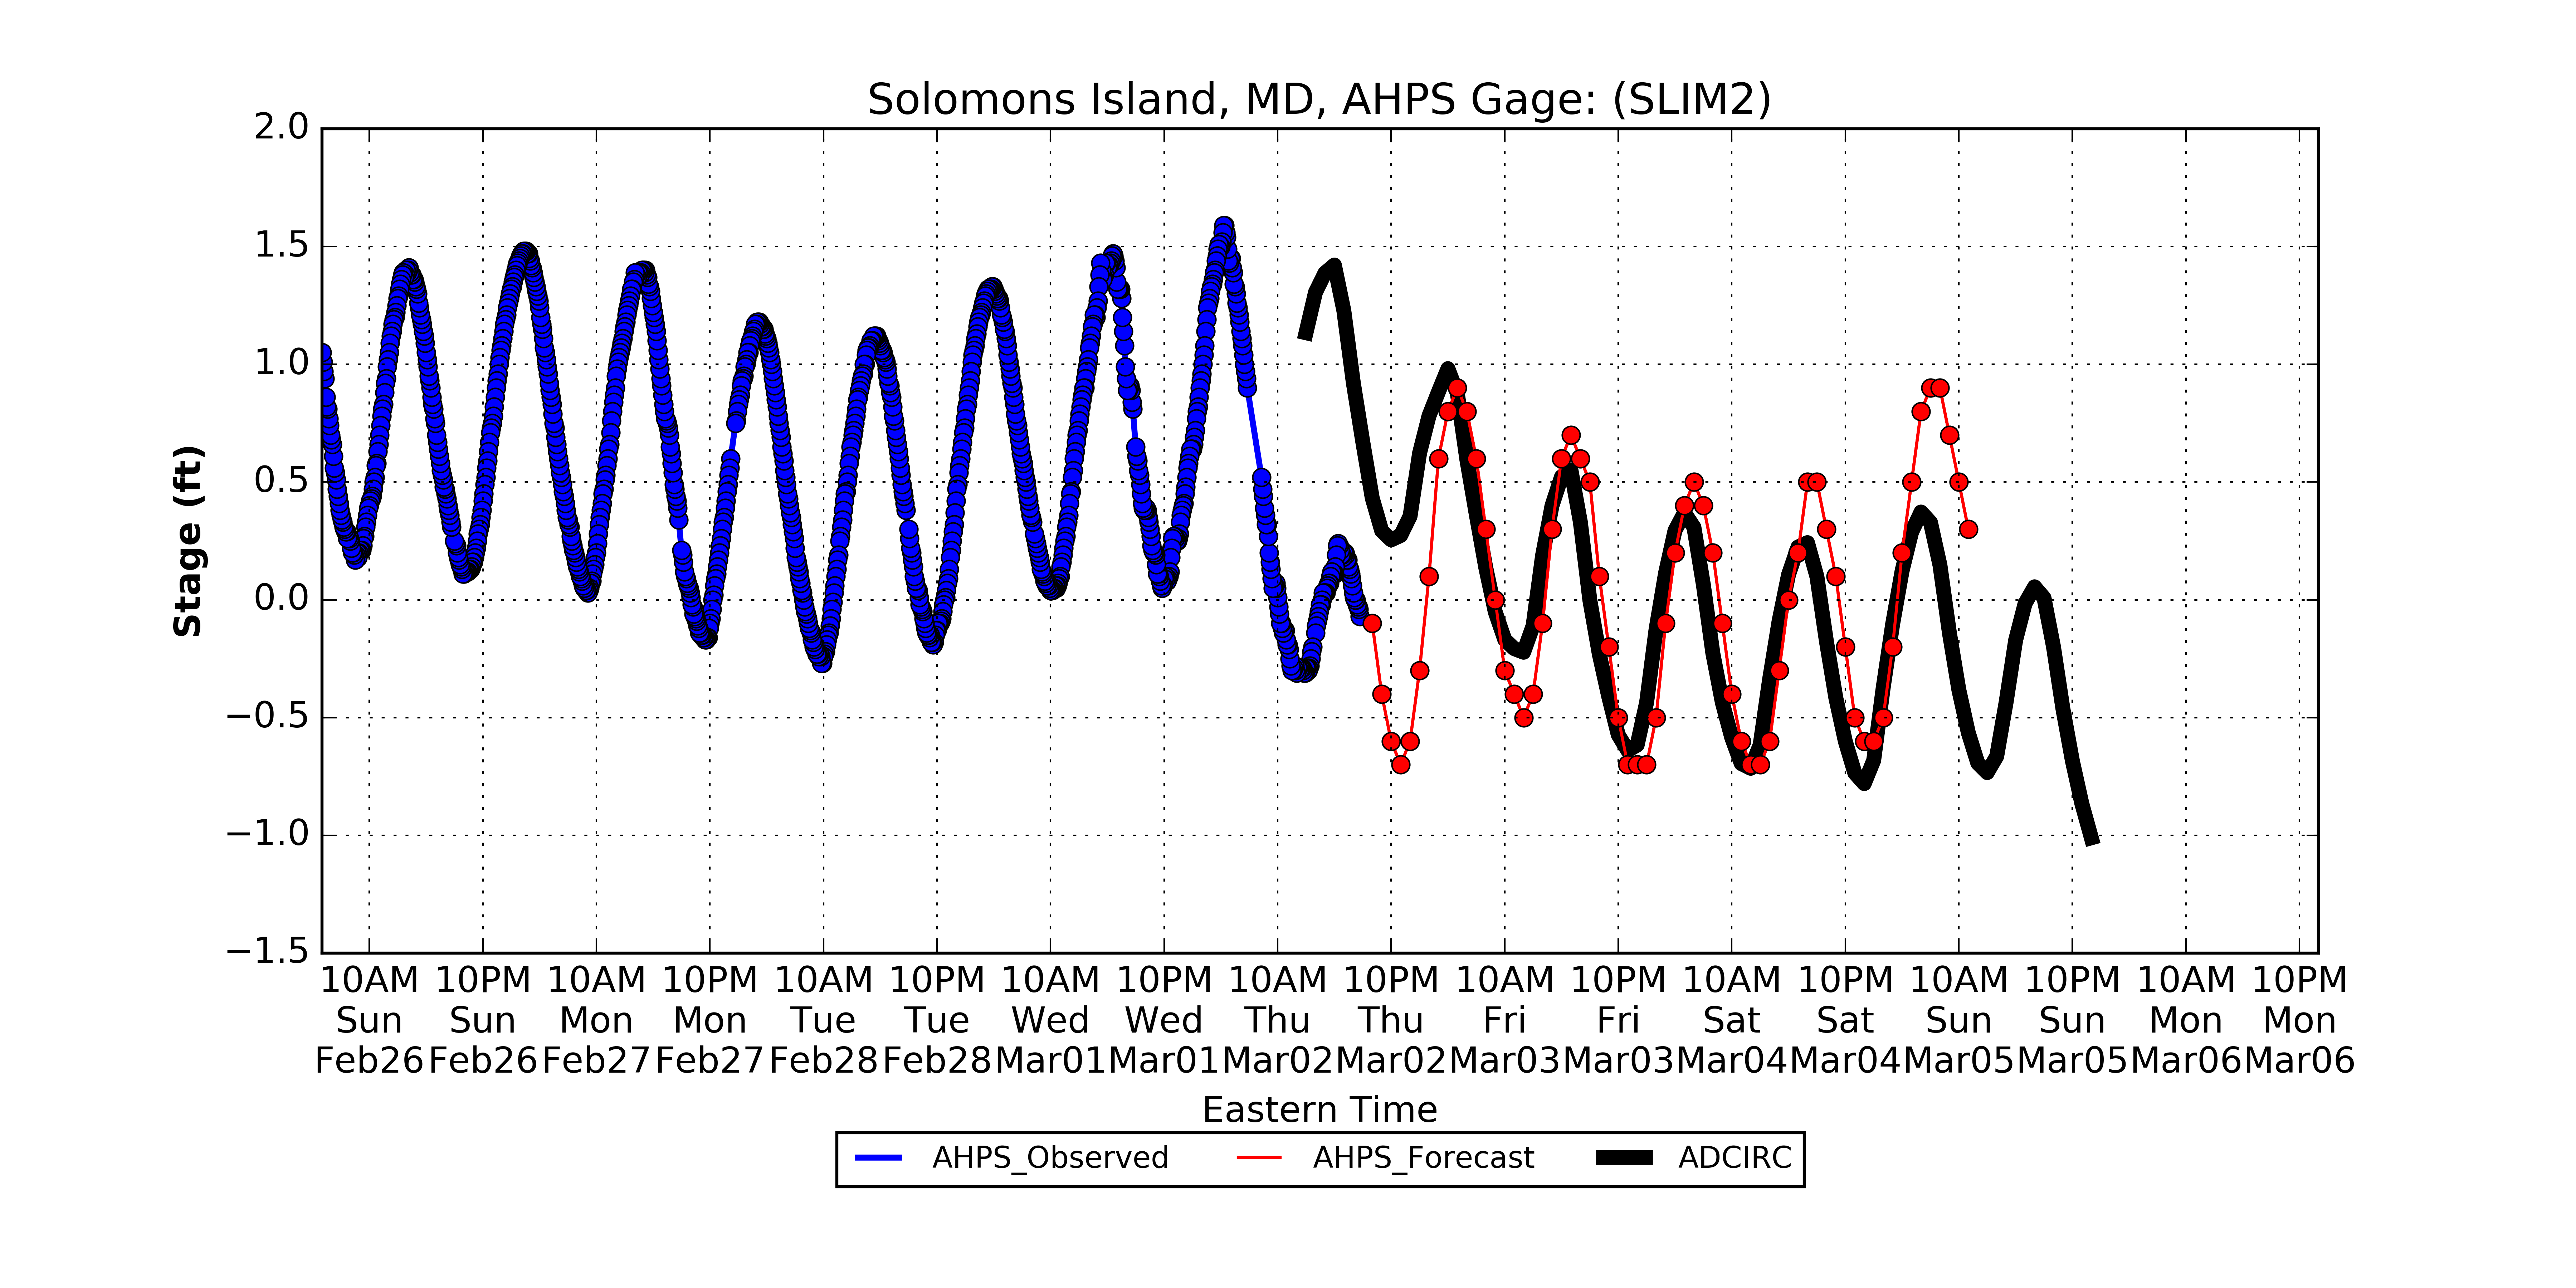 Solomons Island, MD, AHPS Gage: (SLIM2)
2.0
1.5
1.0
0.5
0.0
−0.5
−1.0
−1.5
Stage (ft)
10AM 10PM 10AM 10PM 10AM 10PM 10AM 10PM 10AM 10PM 10AM 10PM 10AM 10PM 10AM 10PM 10AM 10PM
Sun Sun Mon Mon Tue Tue Wed Wed Thu Thu Fri Fri Sat Sat Sun Sun Mon Mon
Feb26 Feb26 Feb27 Feb27 Feb28 Feb28 Mar01 Mar01 Mar02 Mar02 Mar03 Mar03 Mar04 Mar04 Mar05 Mar05 Mar06 Mar06
Eastern Time
AHPS_Observed AHPS_Forecast ADCIRC